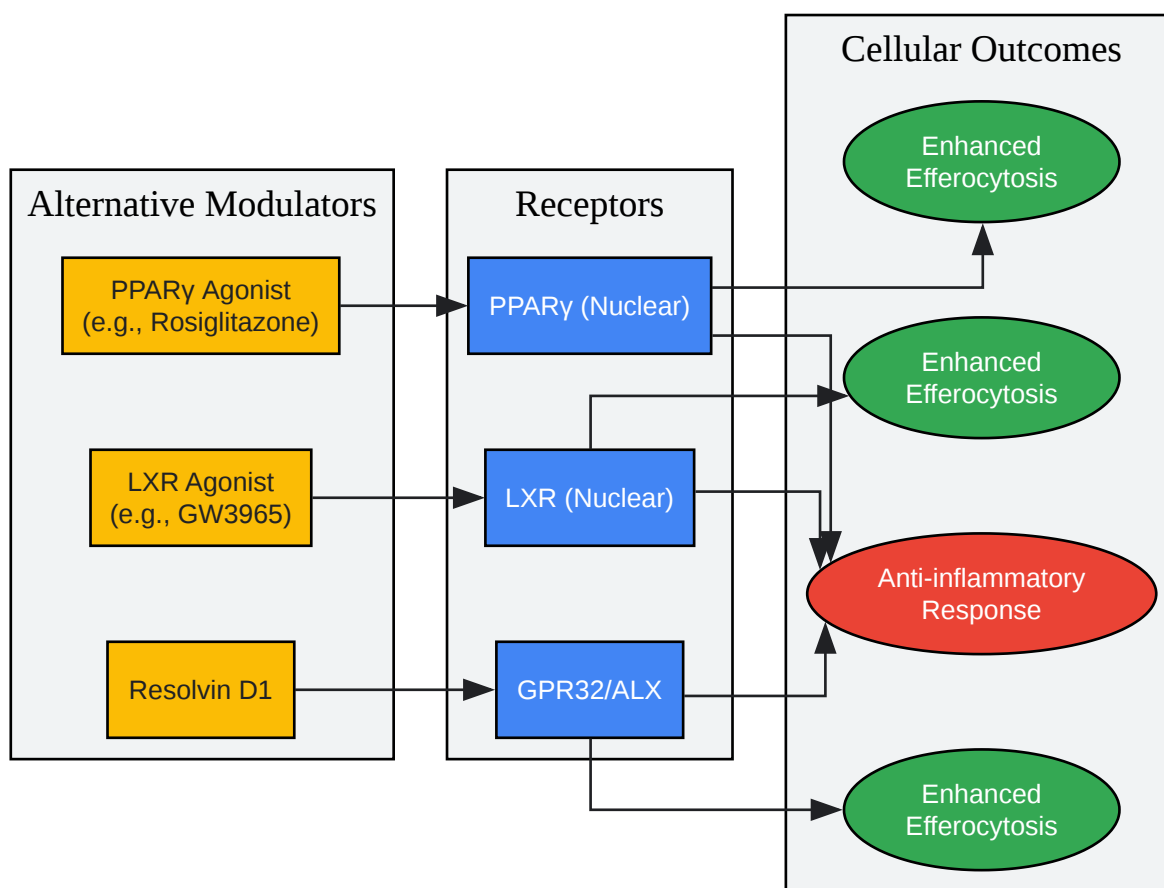 Cellular Outcomes
Enhanced
Efferocytosis
Alternative Modulators
Receptors
PPARγ Agonist
(e.g., Rosiglitazone)
PPARγ (Nuclear)
Enhanced
Efferocytosis
LXR Agonist
(e.g., GW3965)
LXR (Nuclear)
Anti-inflammatory
Response
Resolvin D1
GPR32/ALX
Enhanced
Efferocytosis